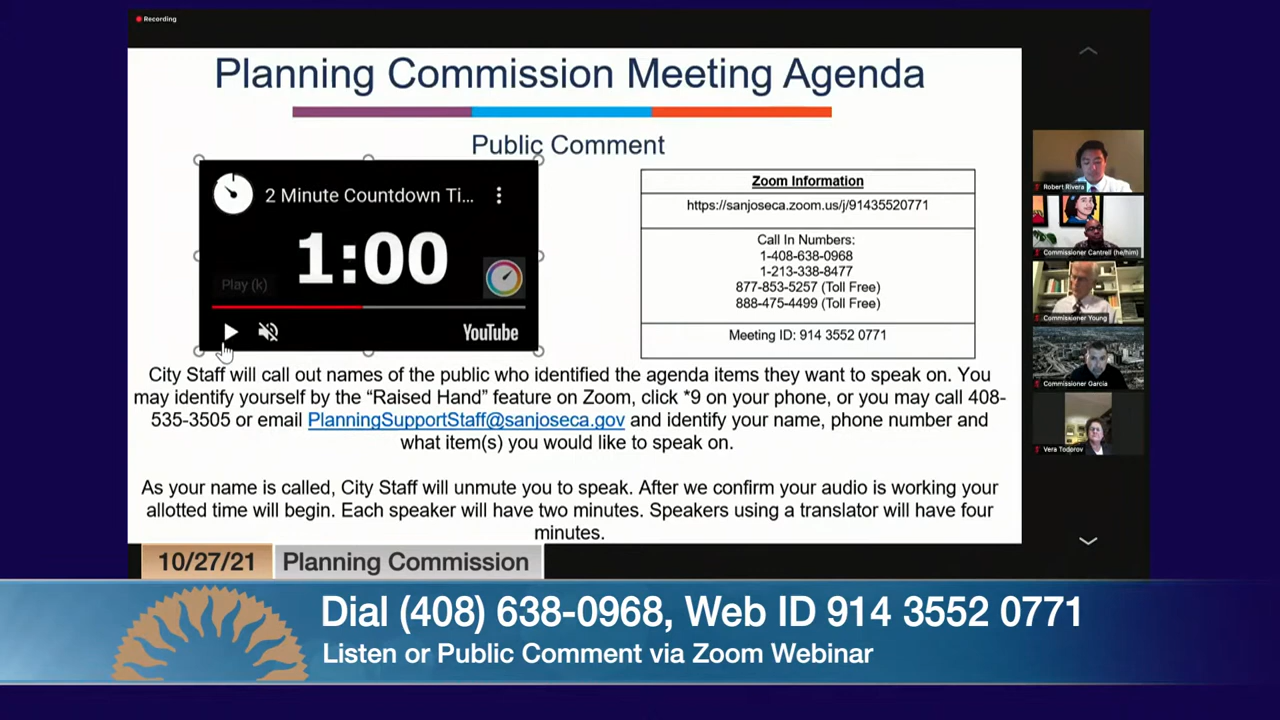 Recording
Planning Commission Meeting Agenda
Public Comment
2 Minute Countdown Ti...
1:00
Play (k)
YouTube
Zoom Information
https://sanjoseca.zoom.us/j/91435520771
Call In Numbers:
1-408-638-0968
1-213-338-8477
877-853-5257 (Toll Free)
888-475-4499 (Toll Free)
Meeting ID: 914 3552 0771
City Staff will call out names of the public who identified the agenda items they want to speak on. You
may identify yourself by the “Raised Hand” feature on Zoom, click *9 on your phone, or you may call 408-
535-3505 or email PlanningSupportStaff@sanjoseca.gov and identify your name, phone number and
what item(s) you would like to speak on.
As your name is called, City Staff will unmute you to speak. After we confirm your audio is working your
allotted time will begin. Each speaker will have two minutes. Speakers using a translator will have four
minutes.
Robert Rivera
Commissioner Cantrell (he/him)
Commissioner Young
Commissioner Garcia
Vera Todorov
10/27/21 Planning Commission
Dial (408) 638-0968, Web ID 914 3552 0771
Listen or Public Comment via Zoom Webinar